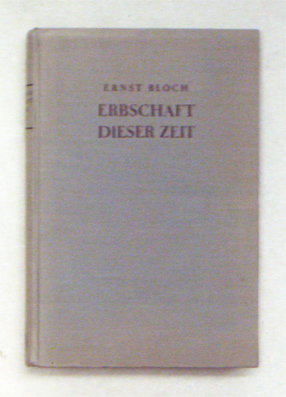 ERNST BLOCH
ERBSCHAFT
DIESER ZEIT